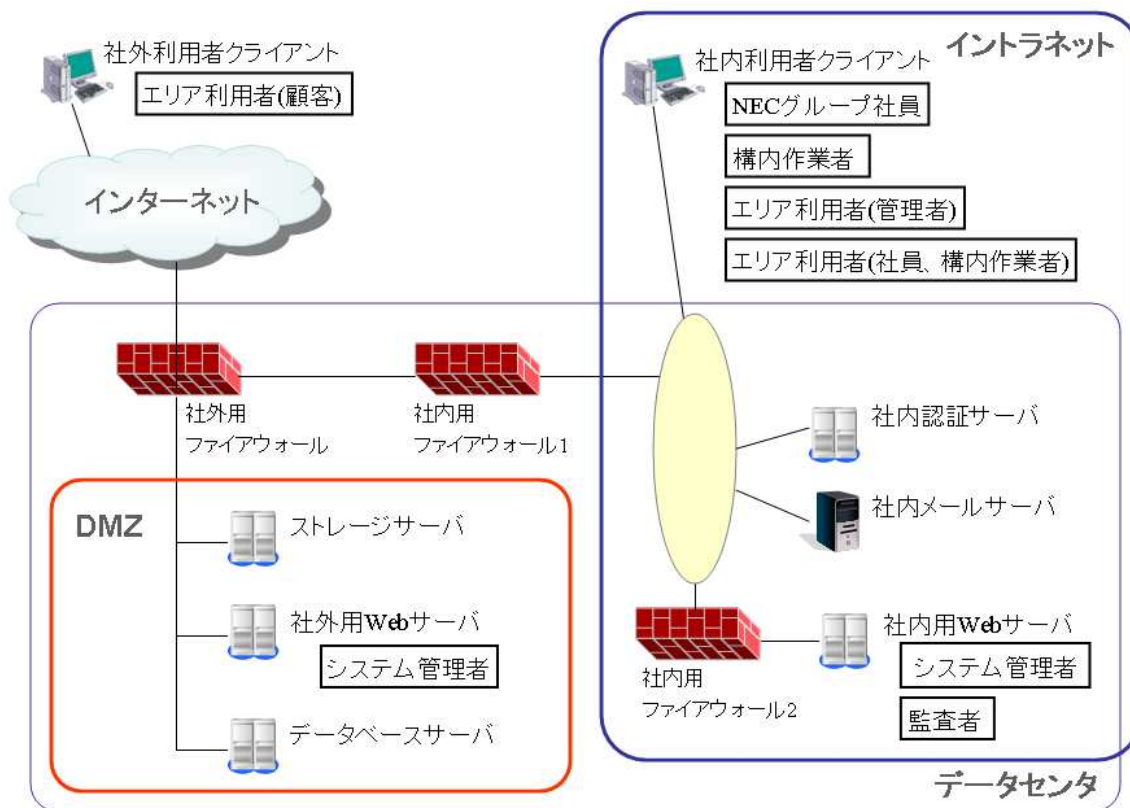 イントラネット
社外利用者クライアント
エリア利用者(顧客)
社内利用者クライアント
NECグループ社員
構内作業者
エリア利用者(管理者)
エリア利用者(社員、構内作業者)
インターネット
社外用
ファイアウォール
社内用
ファイアウォール1
社内認証サーバ
社内メールサーバ
DMZ
ストレージサーバ
社外用Webサーバ
システム管理者
データベースサーバ
社内用
ファイアウォール2
社内用Webサーバ
システム管理者
監査者
データセンタ